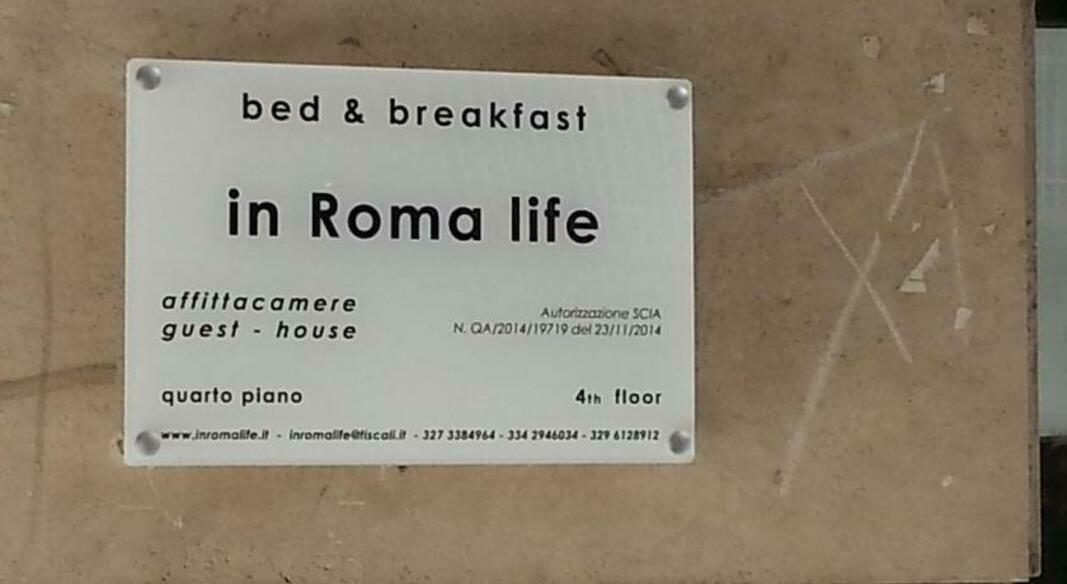 bed & breakfast
in Roma life
affittacamere
guest - house
Autorizzazione SCIA
N. QA/2014/19719 del 23/11/2014
quarto piano
4th floor
www.inromalife.it - inromalife@tiscali.it - 327 3384964 - 334 2946034 - 329 6128912